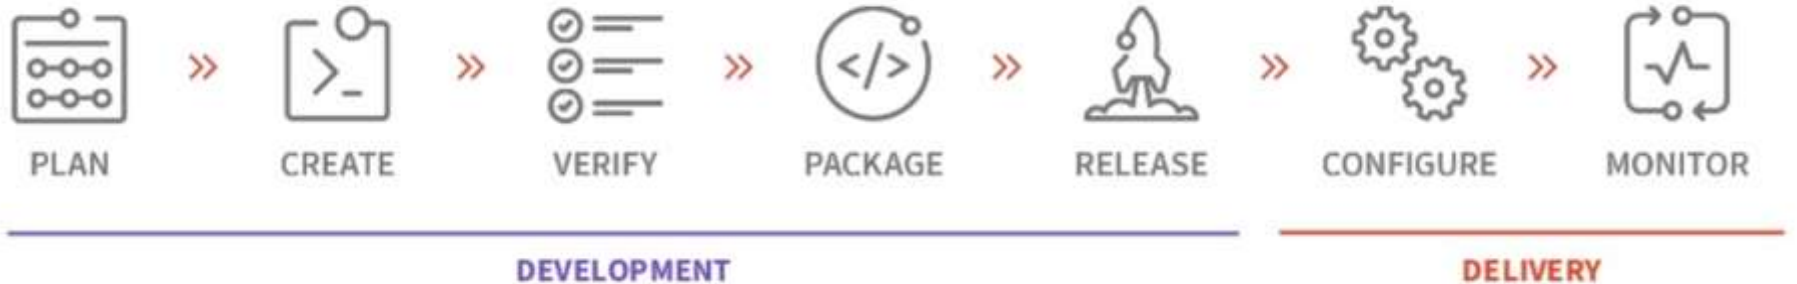 PLAN CREATE VERIFY PACKAGE RELEASE CONFIGURE MONITOR
DEVELOPMENT DELIVERY